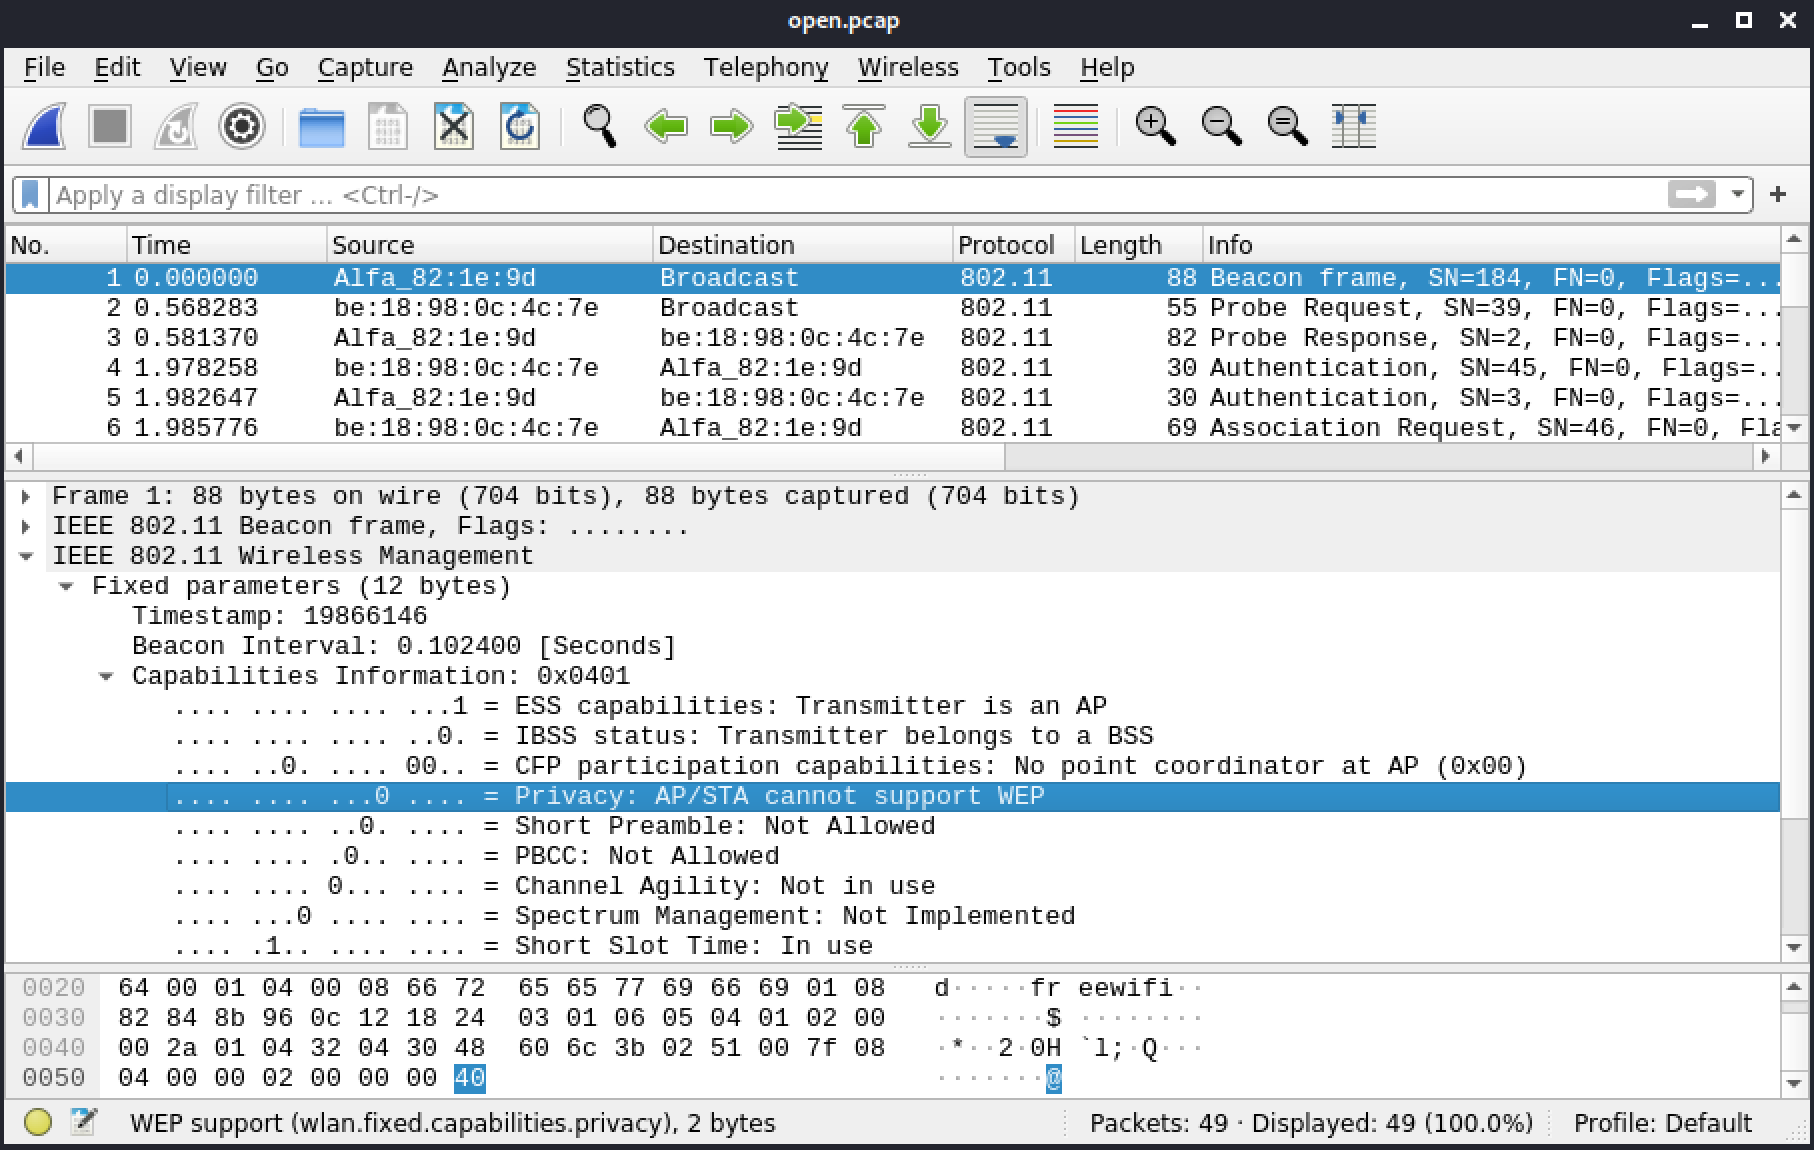 open.pcap
File Edit View Go Capture Analyze Statistics Telephony Wireless Tools Help
Apply a display filter ... <Ctrl-/>
No. Time Source Destination Protocol Length Info
1 0.000000 Alfa_82:1e:9d Broadcast 802.11 88 Beacon frame, SN=184, FN=0, Flags=...
2 0.568283 be:18:98:0c:4c:7e Broadcast 802.11 55 Probe Request, SN=39, FN=0, Flags=...
3 0.581370 Alfa_82:1e:9d be:18:98:0c:4c:7e 802.11 82 Probe Response, SN=2, FN=0, Flags=...
4 1.978258 be:18:98:0c:4c:7e Alfa_82:1e:9d 802.11 30 Authentication, SN=45, FN=0, Flags=...
5 1.982647 Alfa_82:1e:9d be:18:98:0c:4c:7e 802.11 30 Authentication, SN=3, FN=0, Flags=...
6 1.985776 be:18:98:0c:4c:7e Alfa_82:1e:9d 802.11 69 Association Request, SN=46, FN=0, Fla
Frame 1: 88 bytes on wire (704 bits), 88 bytes captured (704 bits)
IEEE 802.11 Beacon frame, Flags: ........
IEEE 802.11 Wireless Management
Fixed parameters (12 bytes)
Timestamp: 19866146
Beacon Interval: 0.102400 [Seconds]
Capabilities Information: 0x0401
.... .... .... ...1 = ESS capabilities: Transmitter is an AP
.... .... .... ..0. = IBSS status: Transmitter belongs to a BSS
.... ..0. .... 00.. = CFP participation capabilities: No point coordinator at AP (0x00)
.... .... ...0 .... = Privacy: AP/STA cannot support WEP
.... .... ..0. .... = Short Preamble: Not Allowed
.... .... .0.. .... = PBCC: Not Allowed
.... .... 0... .... = Channel Agility: Not in use
.... ...0 .... .... = Spectrum Management: Not Implemented
.... .1.. .... .... = Short Slot Time: In use
0020 64 00 01 04 00 08 66 72 65 65 77 69 66 69 01 08 d·····fr eewifi··
0030 82 84 8b 96 0c 12 18 24 03 01 06 05 04 01 02 00 ·······$ ········
0040 00 2a 01 04 32 04 30 48 60 6c 3b 02 51 00 7f 08 ·*··2·0H `l;·Q···
0050 04 00 00 02 00 00 00 40 ·······@
WEP support (wlan.fixed.capabilities.privacy), 2 bytes Packets: 49 · Displayed: 49 (100.0%) Profile: Default